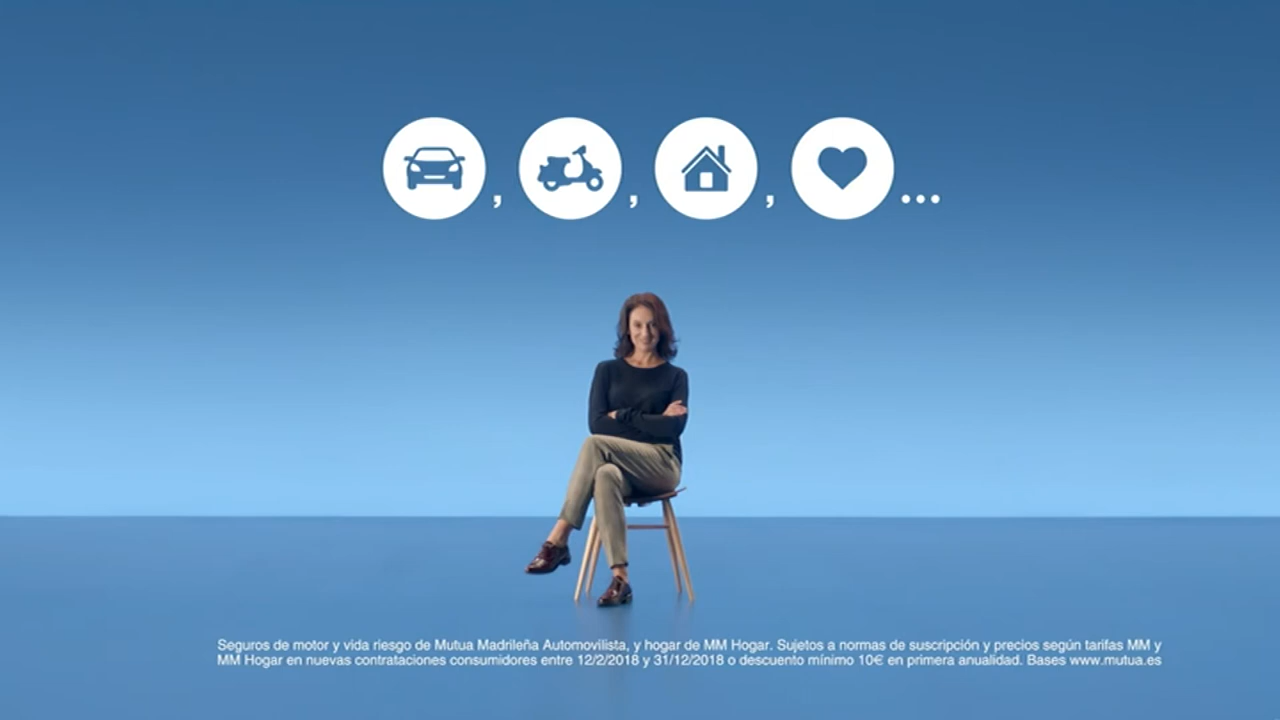 , , , ...
Seguros de motor y vida riesgo de Mutua Madrileña Automovilista, y hogar de MM Hogar. Sujetos a normas de suscripción y precios según tarifas MM y
MM Hogar en nuevas contrataciones consumidores entre 12/2/2018 y 31/12/2018 o descuento mínimo 10€ en primera anualidad. Bases www.mutua.es